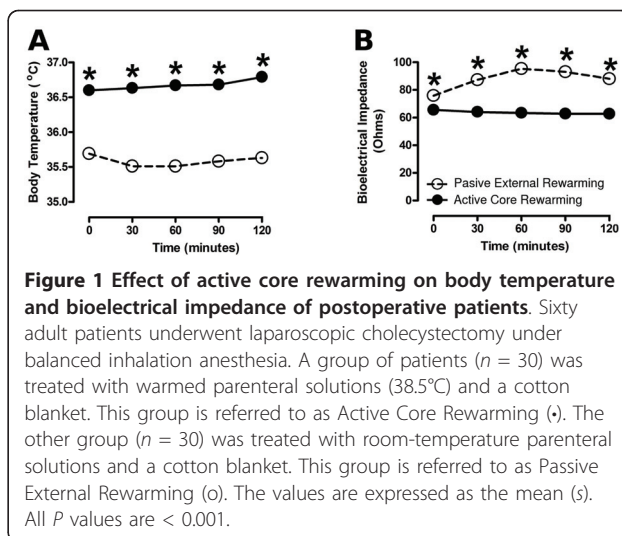 A
B
*
*
*
*
*
*
*
*
*
*
Body Temperature (°C)
37.0
36.5
36.0
35.5
35.0
0 30 60 90 120
Time (minutes)
Bioelectrical Impedance
(Ohms)
100
80
60
40
20
0
Pasive External Rewarming
Active Core Rewarming
0 30 60 90 120
Time (minutes)
Figure 1 Effect of active core rewarming on body temperature
and bioelectrical impedance of postoperative patients. Sixty
adult patients underwent laparoscopic cholecystectomy under
balanced inhalation anesthesia. A group of patients (n = 30) was
treated with warmed parenteral solutions (38.5°C) and a cotton
blanket. This group is referred to as Active Core Rewarming (•). The
other group (n = 30) was treated with room-temperature parenteral
solutions and a cotton blanket. This group is referred to as Passive
External Rewarming (o). The values are expressed as the mean (s).
All P values are < 0.001.